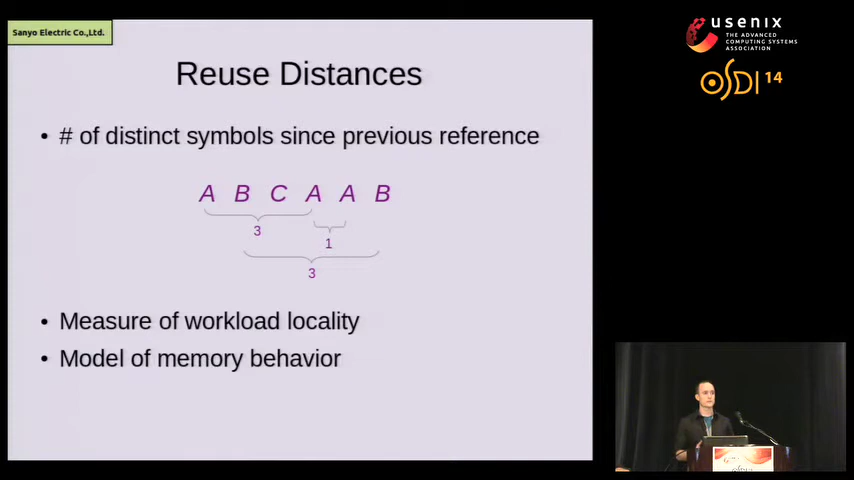 Sanyo Electric Co.,Ltd.
Reuse Distances
• # of distinct symbols since previous reference
A B C A A B
3
1
3
• Measure of workload locality
• Model of memory behavior
usenix
THE ADVANCED
COMPUTING SYSTEMS
ASSOCIATION
OSDI 14